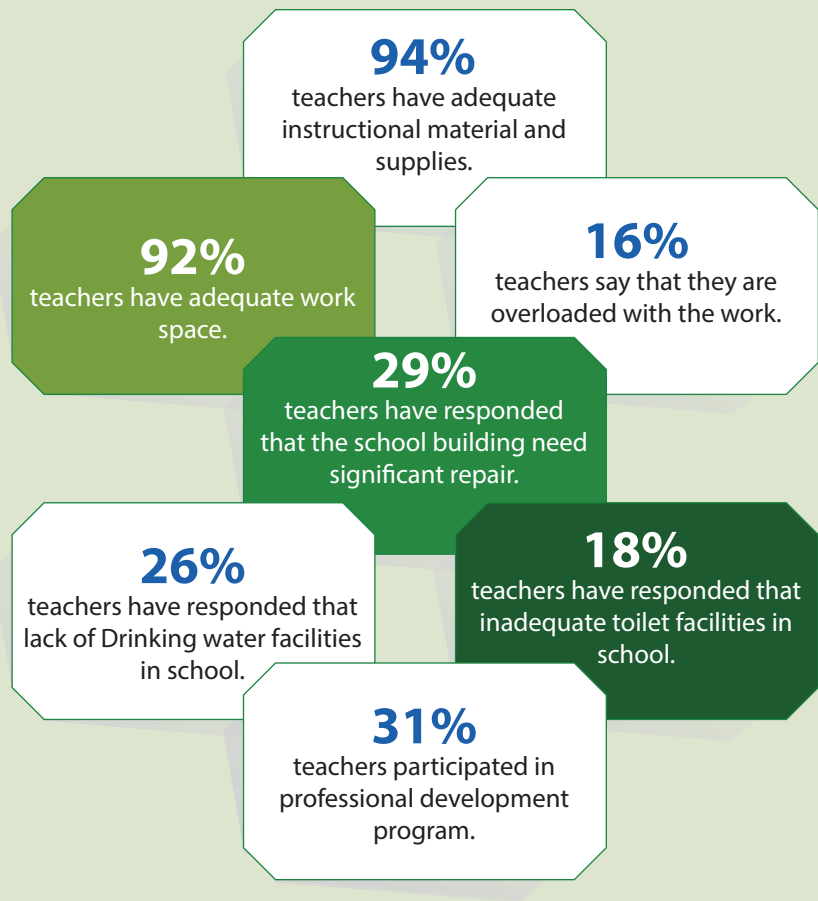 94%
teachers have adequate
instructional material and
supplies.
92%
teachers have adequate work
space.
16%
teachers say that they are
overloaded with the work.
29%
teachers have responded
that the school building need
significant repair.
26%
teachers have responded that
lack of Drinking water facilities
in school.
18%
teachers have responded that
inadequate toilet facilities in
school.
31%
teachers participated in
professional development
program.